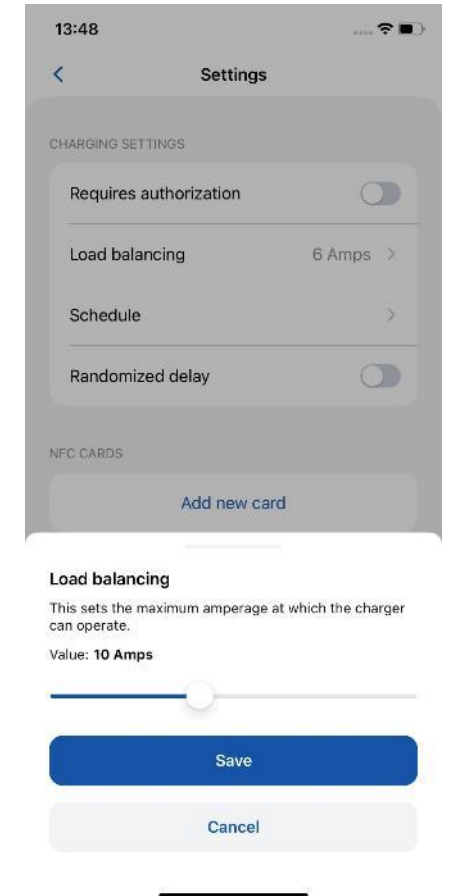 13:48
Settings
CHARGING SETTINGS
Requires authorization
Load balancing 6 Amps
Schedule
Randomized delay
NFC CARDS
Add new card
Load balancing
This sets the maximum amperage at which the charger
can operate.
Value: 10 Amps
Save
Cancel